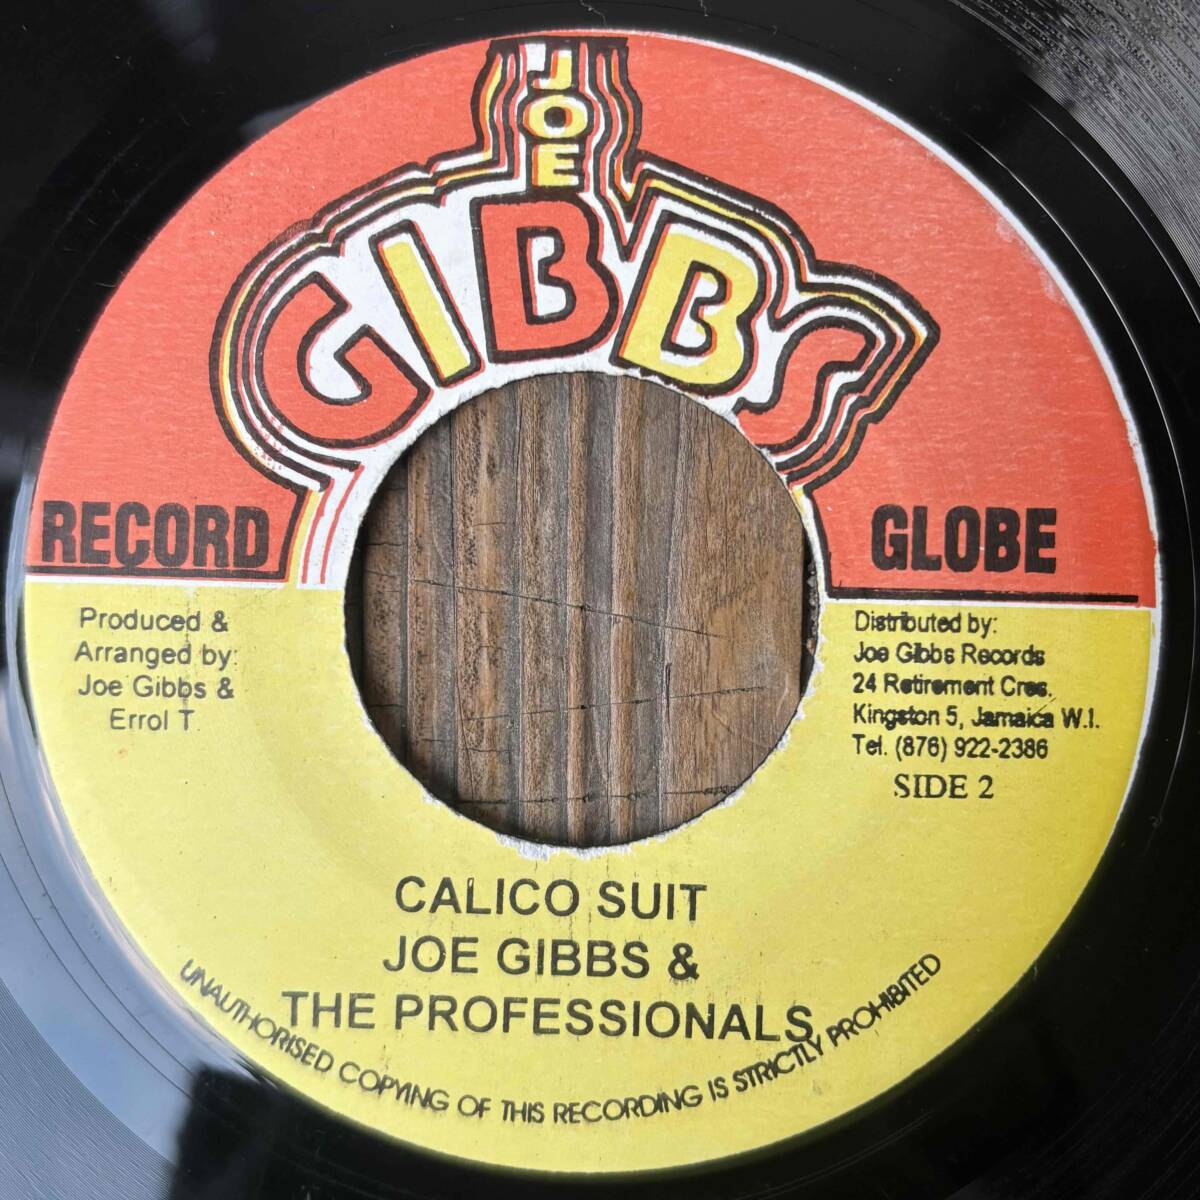 JOE
GIBBS
RECORD GLOBE
Produced &
Arranged by:
Joe Gibbs &
Errol T.
Distributed by:
Joe Gibbs Records
24 Retirement Cres.
Kingston 5, Jamaica W.I.
Tel. (876) 922-2386
SIDE 2
CALICO SUIT
JOE GIBBS &
THE PROFESSIONALS
UNAUTHORISED COPYING OF THIS RECORDING IS STRICTLY PROHIBITED